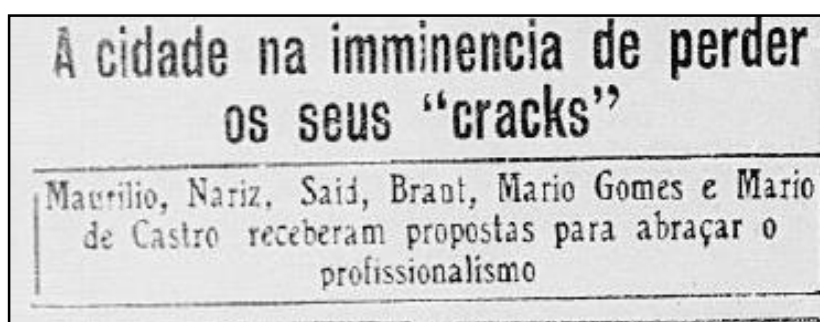 A cidade na imminencia de perder
os seus “cracks”
Maurilio, Nariz, Said, Brant, Mario Gomes e Mario
de Castro receberam propostas para abraçar o
profissionalismo